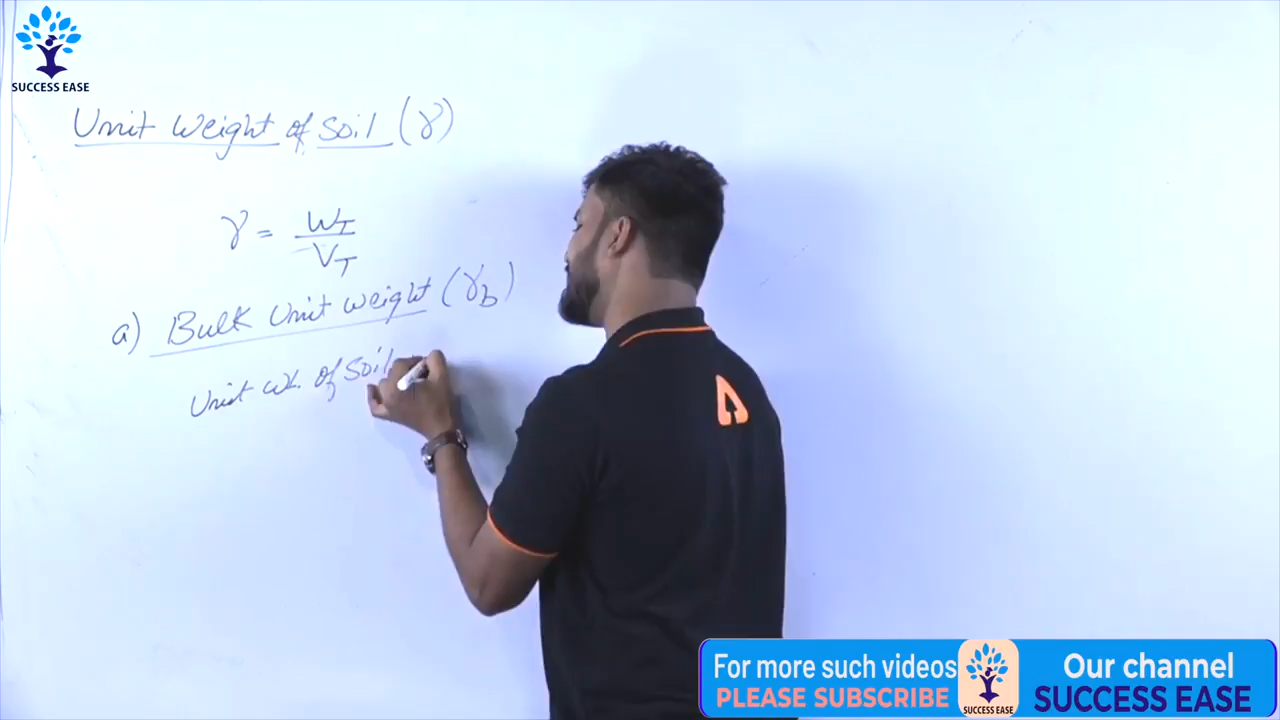 SUCCESS EASE
Unit Weight of Soil (γ)
γ = W_T / V_T
a) Bulk Unit Weight (γ_b)
Unit wt. of Soil
For more such videos
PLEASE SUBSCRIBE
SUCCESS EASE
Our channel
SUCCESS EASE